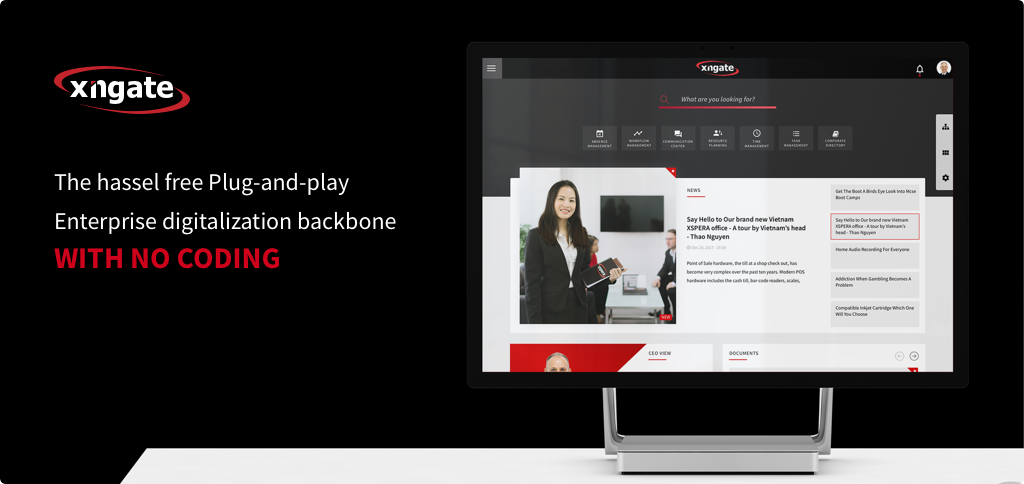 xngate
The hassel free Plug-and-play
Enterprise digitalization backbone
WITH NO CODING
xngate
What are you looking for?
ABSENCE
MANAGEMENT
WORKFLOW
MANAGEMENT
COMMUNICATION
CENTER
RESOURCE
PLANNING
TIME
MANAGEMENT
TASK
MANAGEMENT
CORPORATE
DIRECTORY
NEWS
Say Hello to Our brand new Vietnam
XSPERA office - A tour by Vietnam's head
- Thao Nguyen
Point of Sale hardware, the till at a shop check out, has
become very complex over the past ten years. Modern POS
hardware includes the cash till, bar-code readers, scales,
NEW
Get The Boot A Birds Eye Look Into Mcse
Boot Camps
Say Hello to Our brand new Vietnam
XSPERA office - A tour by Vietnam's
head - Thao Nguyen
Home Audio Recording For Everyone
Addiction When Gambling Becomes A
Problem
Compatible Inkjet Cartridge Which One
Will You Choose
CEO VIEW
DOCUMENTS